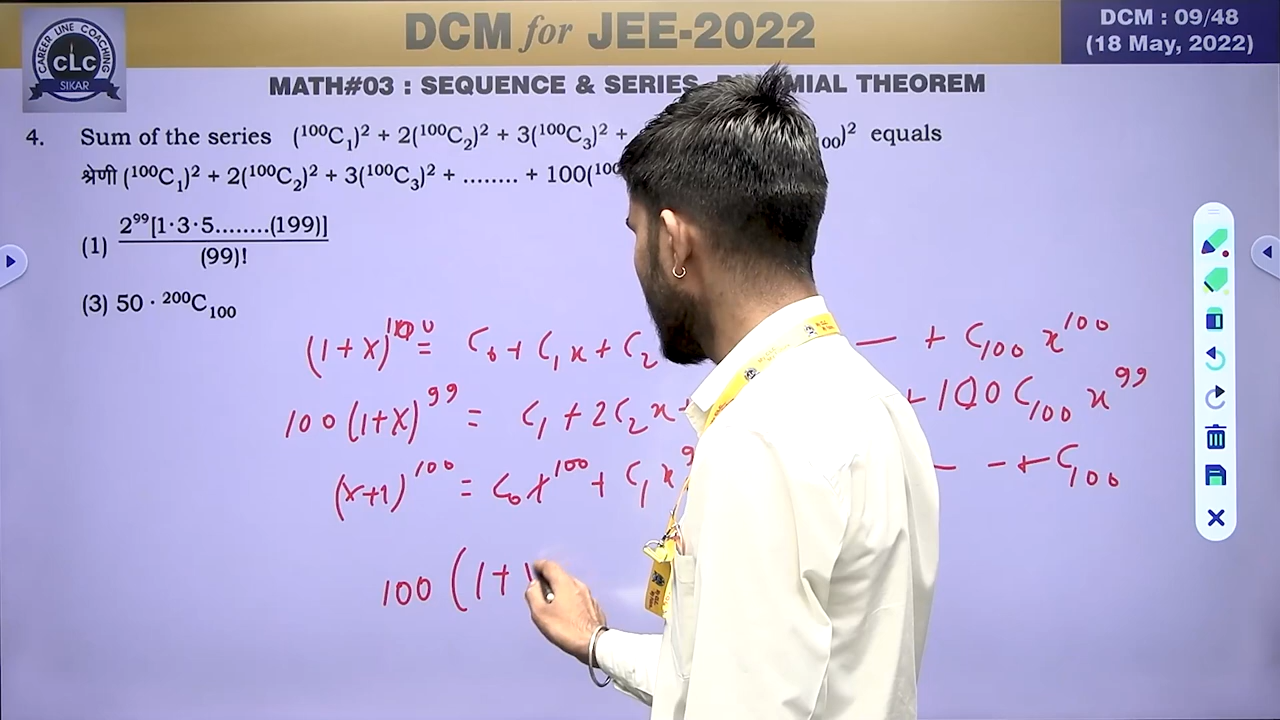 DCM for JEE-2022
DCM : 09/48
(18 May, 2022)
CAREER LINE COACHING
CLC
SIKAR
MATH#03 : SEQUENCE & SERIES, THEOREM
4. Sum of the series (¹⁰⁰C₁)² + 2(¹⁰⁰C₂)² + 3(¹⁰⁰C₃)² + ₀₀)² equals
श्रेणी (¹⁰⁰C₁)² + 2(¹⁰⁰C₂)² + 3(¹⁰⁰C₃)² + ........ + 100(¹⁰⁰
(1) 2⁹⁹[1·3·5........(199)] / (99)!
(3) 50 · ²⁰⁰C₁₀₀
(1+x)¹⁰⁰ = C₀ + C₁x + C₂ — + C₁₀₀ x¹⁰⁰
100 (1+x)⁹⁹ = C₁ + 2C₂x + + 100 C₁₀₀ x⁹⁹
(x+1)¹⁰⁰ = C₀x¹⁰⁰ + C₁x⁹ — - + C₁₀₀
100 (1+